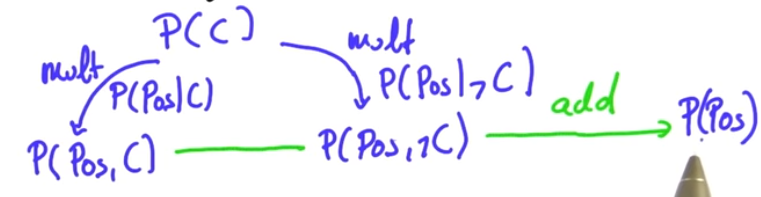 P(C)
mult
mult
P(Pos|C)
P(Pos|¬C)
add
P(Pos)
P(Pos,C)
P(Pos,¬C)